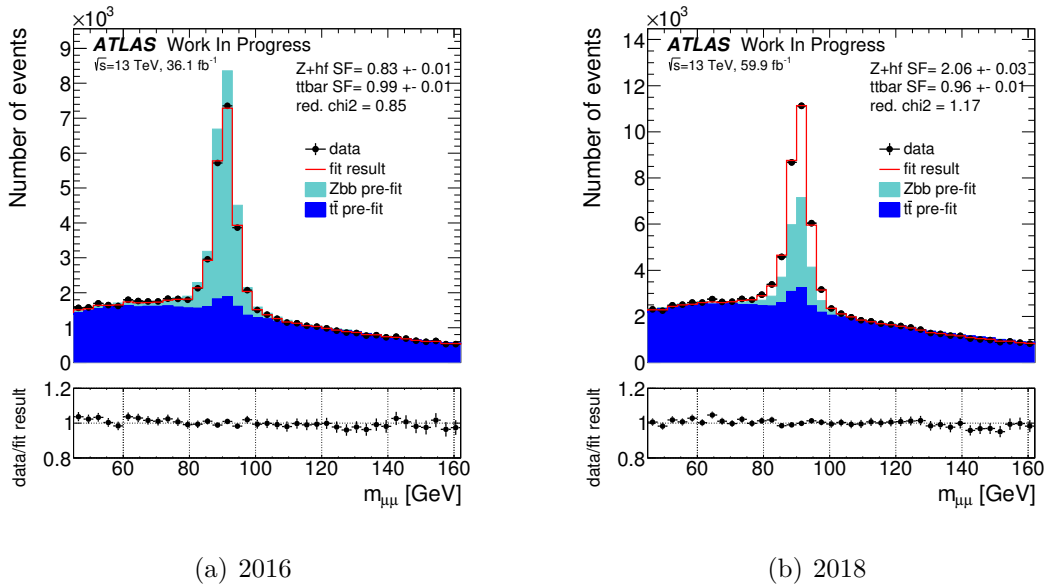 ×10³
ATLAS Work In Progress
√s=13 TeV, 36.1 fb⁻¹
Z+hf SF= 0.83 +- 0.01
ttbar SF= 0.99 +- 0.01
red. chi2 = 0.85
data
fit result
Zbb pre-fit
tt̄ pre-fit
Number of events
9
8
7
6
5
4
3
2
1
0
1.2
1
0.8
data/fit result
60 80 100 120 140 160
mμμ [GeV]
(a) 2016
×10³
ATLAS Work In Progress
√s=13 TeV, 59.9 fb⁻¹
Z+hf SF= 2.06 +- 0.03
ttbar SF= 0.96 +- 0.01
red. chi2 = 1.17
data
fit result
Zbb pre-fit
tt̄ pre-fit
Number of events
14
12
10
8
6
4
2
0
1.2
1
0.8
data/fit result
60 80 100 120 140 160
mμμ [GeV]
(b) 2018